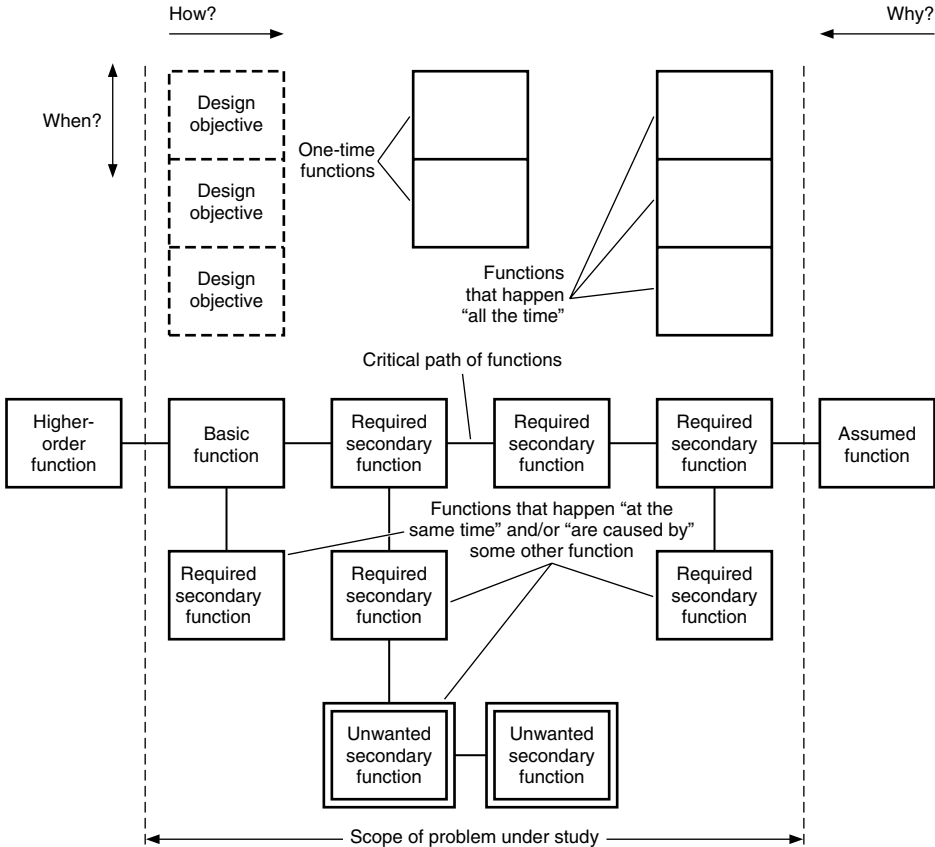 How?
Why?
When?
Design
objective
Design
objective
Design
objective
One-time
functions
Functions
that happen
“all the time”
Critical path of functions
Higher-
order
function
Basic
function
Required
secondary
function
Required
secondary
function
Required
secondary
function
Assumed
function
Functions that happen “at the
same time” and/or “are caused by”
some other function
Required
secondary
function
Required
secondary
function
Required
secondary
function
Unwanted
secondary
function
Unwanted
secondary
function
Scope of problem under study